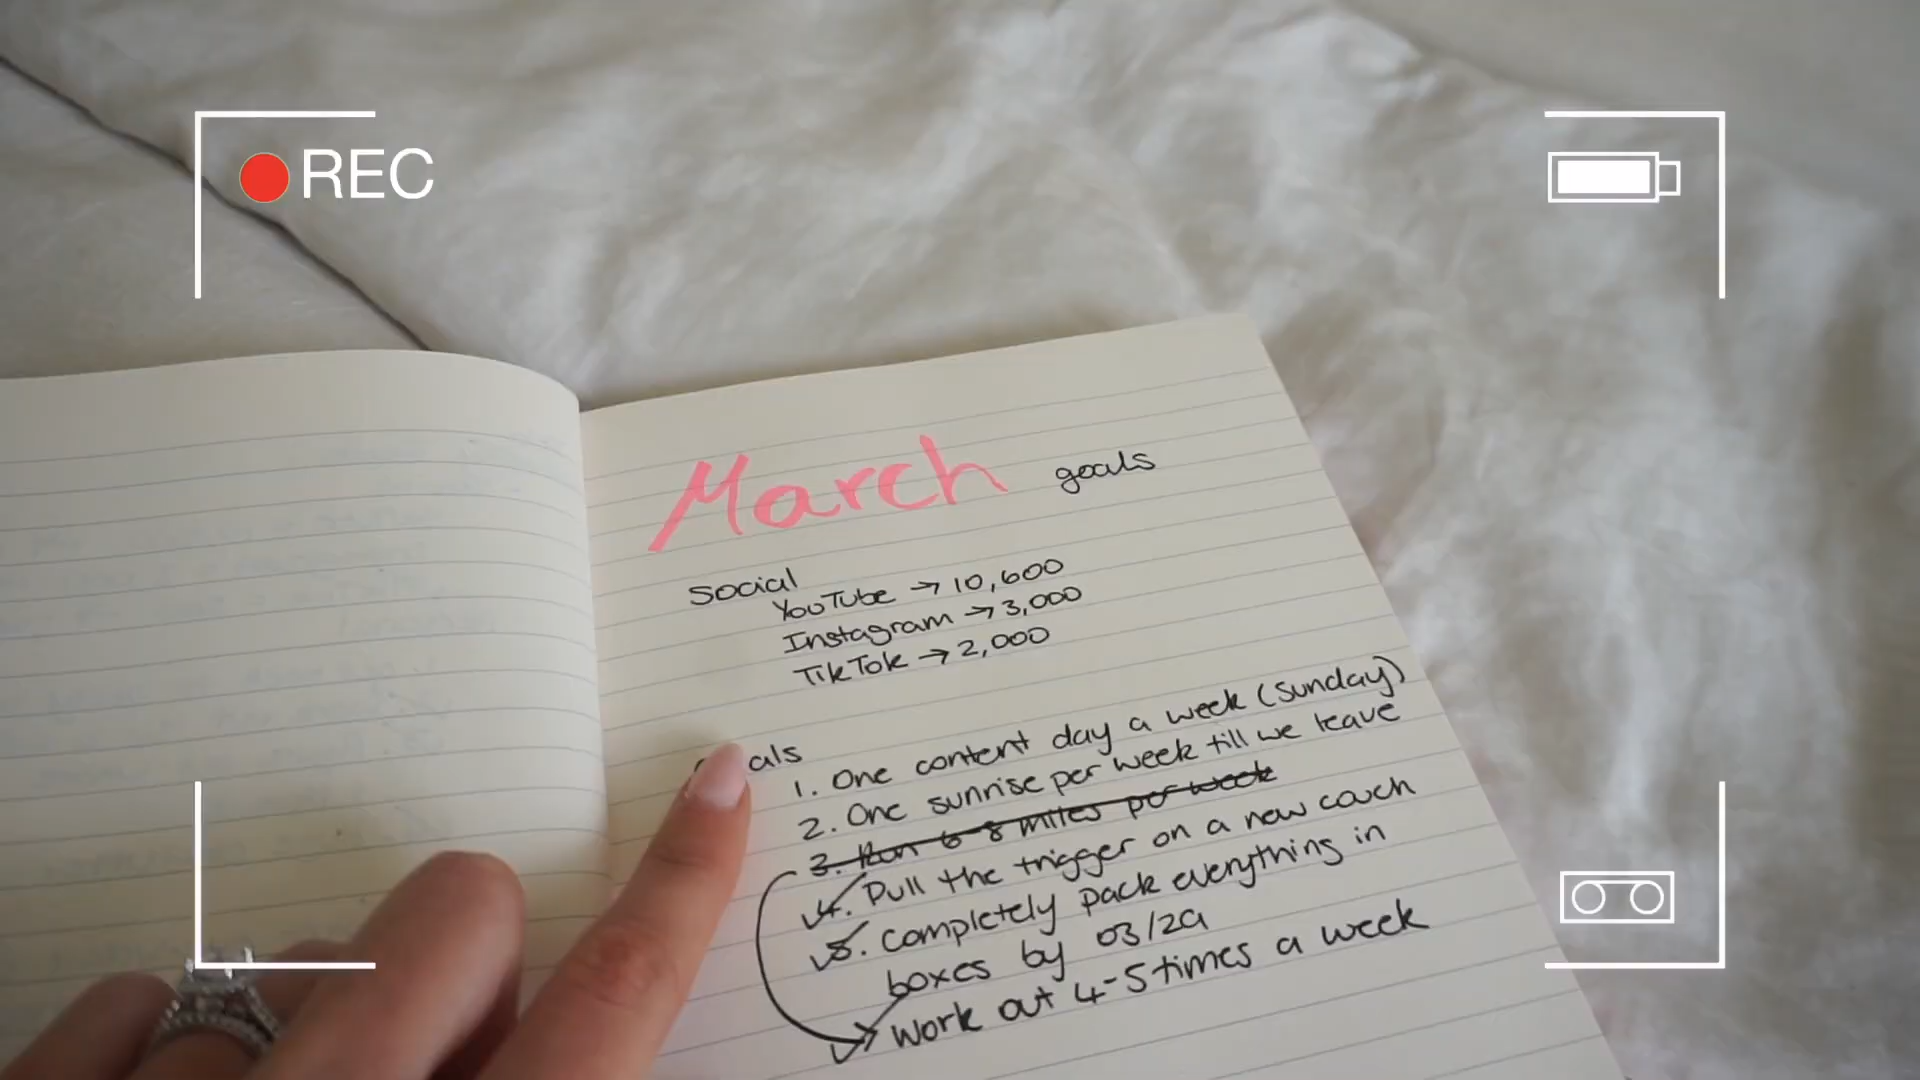 REC
March goals
Social
YouTube → 10,600
Instagram → 3,000
TikTok → 2,000
als
1. One content day a week (Sunday)
2. One sunrise per week till we leave
3. Run 6-8 miles per week
4. Pull the trigger on a new couch
5. Completely pack everything in
boxes by 03/29
Work out 4-5 times a week